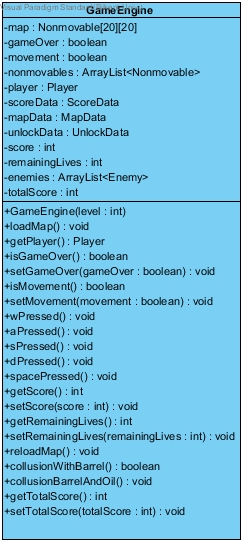 Visual Paradigm Standard
GameEngine
-map : Nonmovable[20][20]
-gameOver : boolean
-movement : boolean
-nonmovables : ArrayList<Nonmovable>
-player : Player
-scoreData : ScoreData
-mapData : MapData
-unlockData : UnlockData
-score : int
-remainingLives : int
-enemies : ArrayList<Enemy>
-totalScore : int
+GameEngine(level : int)
+loadMap() : void
+getPlayer() : Player
+isGameOver() : boolean
+setGameOver(gameOver : boolean) : void
+isMovement() : boolean
+setMovement(movement : boolean) : void
+wPressed() : void
+aPressed() : void
+sPressed() : void
+dPressed() : void
+spacePressed() : void
+getScore() : int
+setScore(score : int) : void
+getRemainingLives() : int
+setRemainingLives(remainingLives : int) : void
+reloadMap() : void
+collusionWithBarrel() : boolean
+collusionBarrelAndOil() : void
+getTotalScore() : int
+setTotalScore(totalScore : int) : void